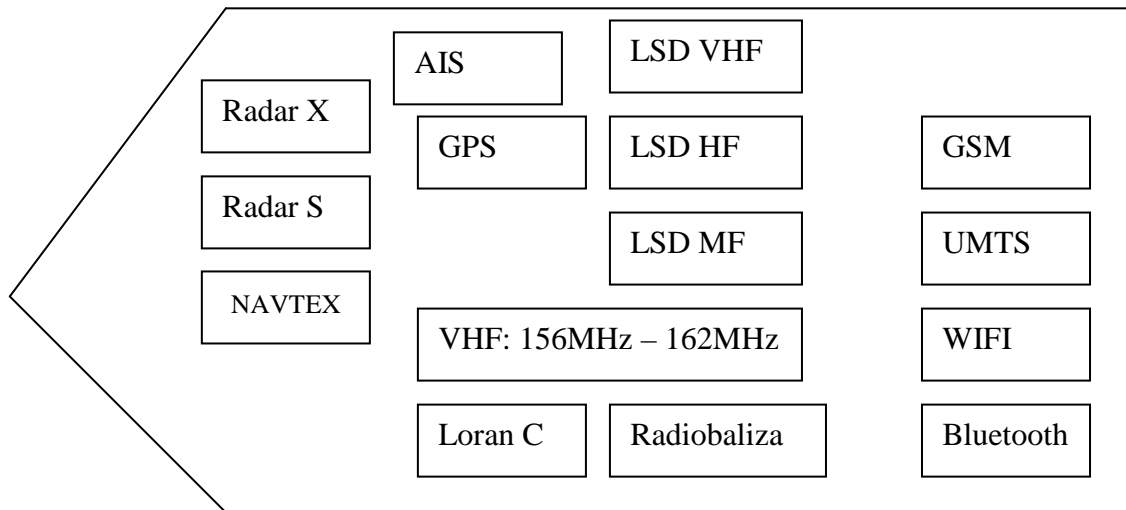 Radar X
Radar S
NAVTEX
AIS
GPS
LSD VHF
LSD HF
LSD MF
VHF: 156MHz – 162MHz
Loran C
Radiobaliza
GSM
UMTS
WIFI
Bluetooth